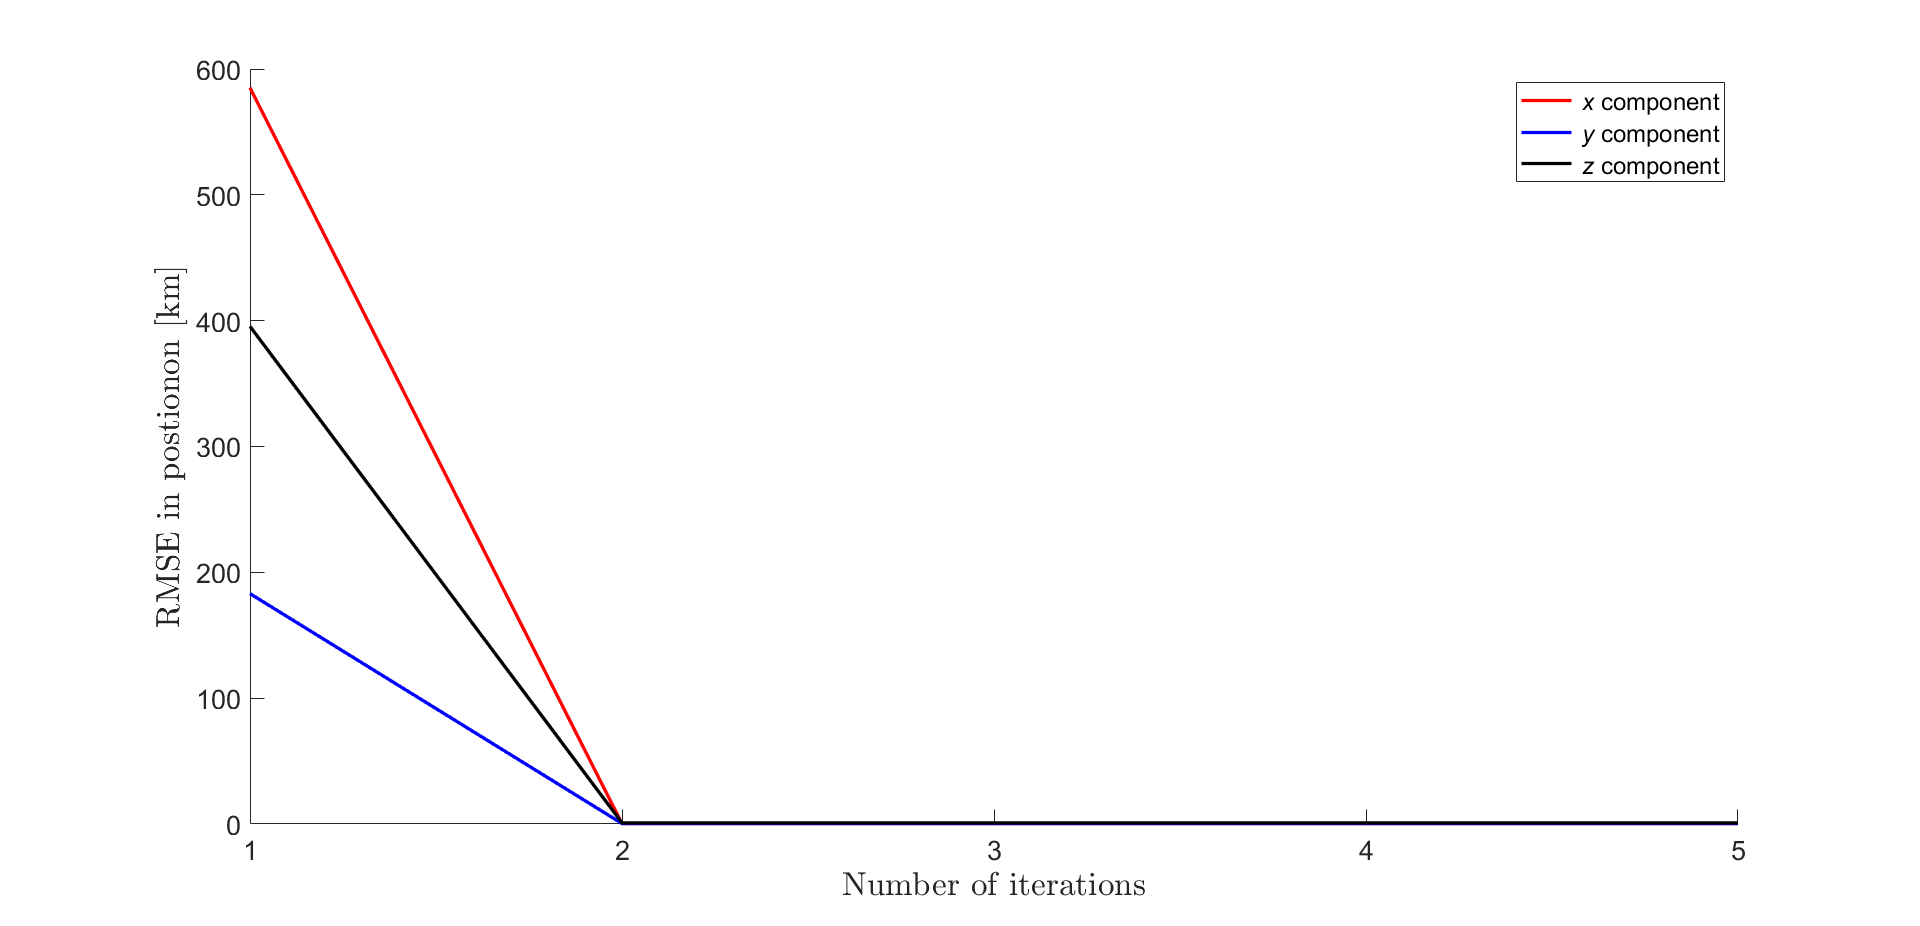 600
500
400
300
200
100
0
RMSE in postionon [km]
x component
y component
z component
1 2 3 4 5
Number of iterations